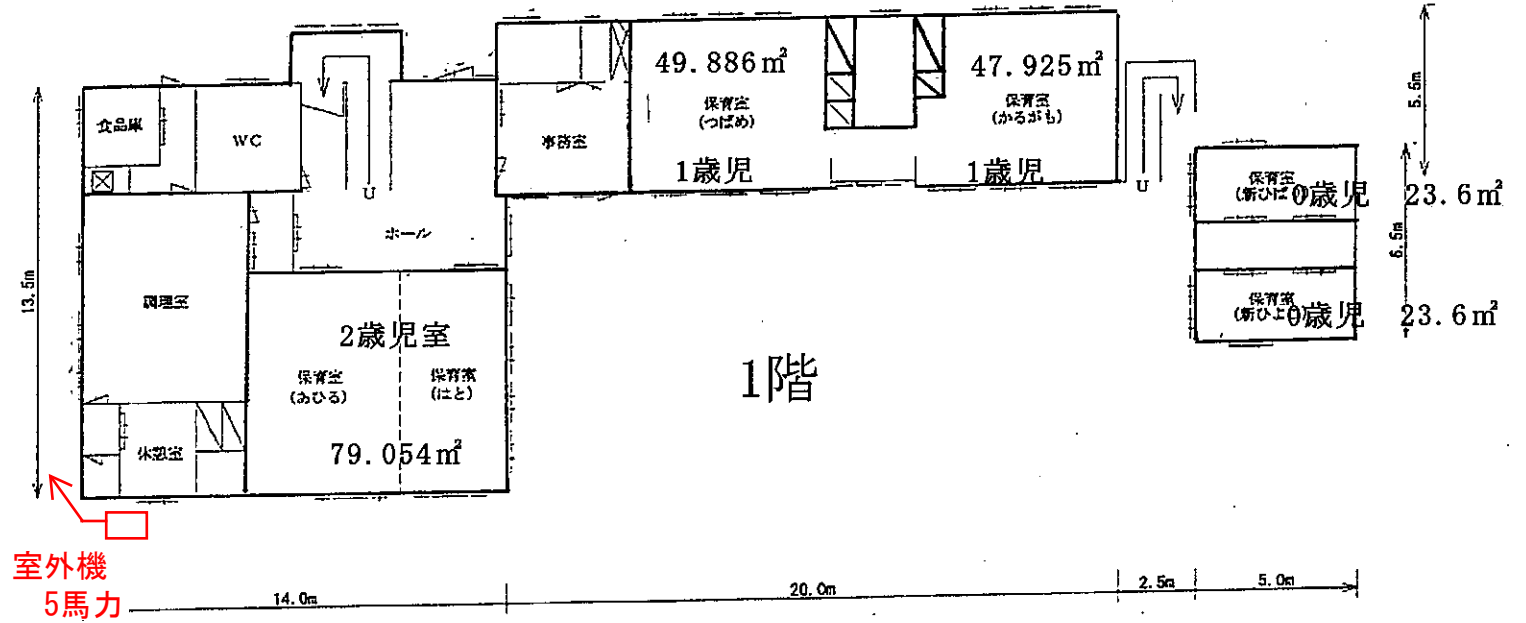 49.886㎡
47.925㎡
保育室
(つばめ)
保育室
(かるがも)
1歳児
1歳児
食品庫
WC
事務室
U
U
5.5m
保育室
0歳児
23.6㎡
ホール
6.5m
13.5m
調理室
2歳児室
保育室
(あひる)
保育室
(はと)
79.054㎡
1階
保育室
0歳児
23.6㎡
休憩室
室外機
5馬力
14.0m
20.0m
2.5m
5.0m